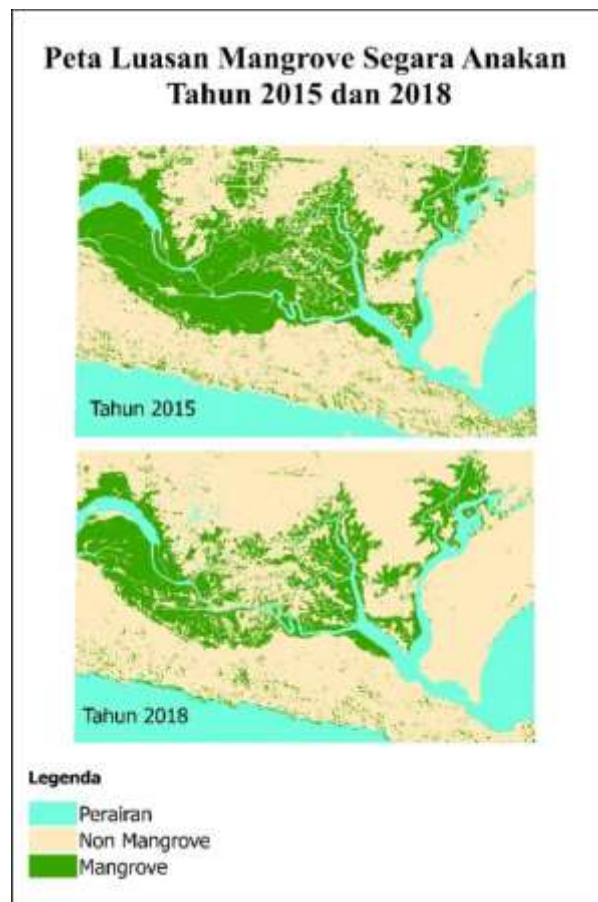 Peta Luasan Mangrove Segara Anakan
Tahun 2015 dan 2018
Tahun 2015
Tahun 2018
Legenda
Perairan
Non Mangrove
Mangrove